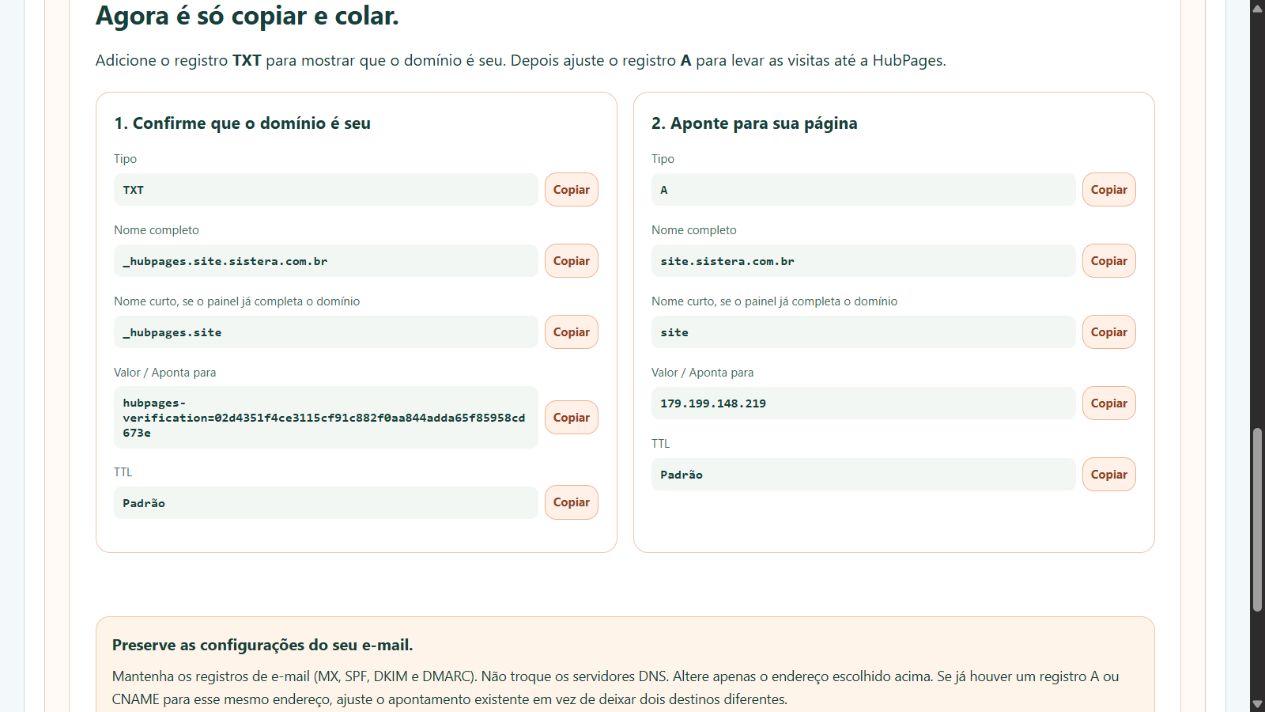 Agora é só copiar e colar.
Adicione o registro TXT para mostrar que o domínio é seu. Depois ajuste o registro A para levar as visitas até a HubPages.
1. Confirme que o domínio é seu
Tipo
TXT
Copiar
Nome completo
_hubpages.site.sistera.com.br
Copiar
Nome curto, se o painel já completa o domínio
_hubpages.site
Copiar
Valor / Aponta para
hubpages-
verification=02d4351f4ce3115cf91c882f0aa844adda65f85958cd
673e
Copiar
TTL
Padrão
Copiar
2. Aponte para sua página
Tipo
A
Copiar
Nome completo
site.sistera.com.br
Copiar
Nome curto, se o painel já completa o domínio
site
Copiar
Valor / Aponta para
179.199.148.219
Copiar
TTL
Padrão
Copiar
Preserve as configurações do seu e-mail.
Mantenha os registros de e-mail (MX, SPF, DKIM e DMARC). Não troque os servidores DNS. Altere apenas o endereço escolhido acima. Se já houver um registro A ou
CNAME para esse mesmo endereço, ajuste o apontamento existente em vez de deixar dois destinos diferentes.